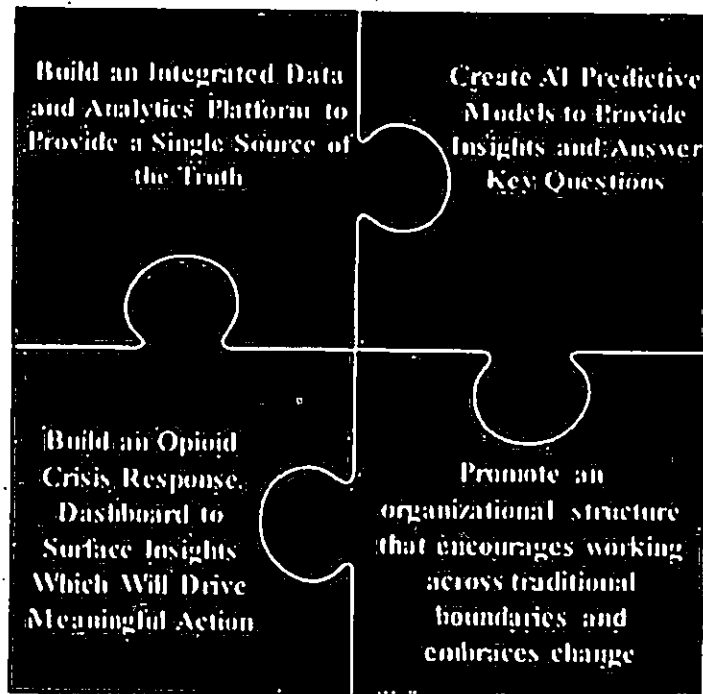 Build an Integrated Data
and Analytics Platform to
Provide a Single Source of
the Truth
Create AI Predictive
Models to Provide
Insights and Answer
Key Questions
Build an Opioid
Crisis Response
Dashboard to
Surface Insights
Which Will Drive
Meaningful Action
Promote an
organizational structure
that encourages working
across traditional
boundaries and
embraces change